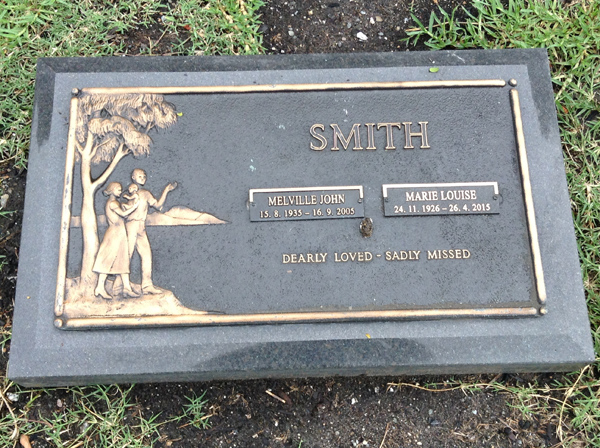 SMITH
MELVILLE JOHN
15. 8. 1935 - 16. 9. 2005
MARIE LOUISE
24. 11. 1926 - 26. 4. 2015
DEARLY LOVED - SADLY MISSED